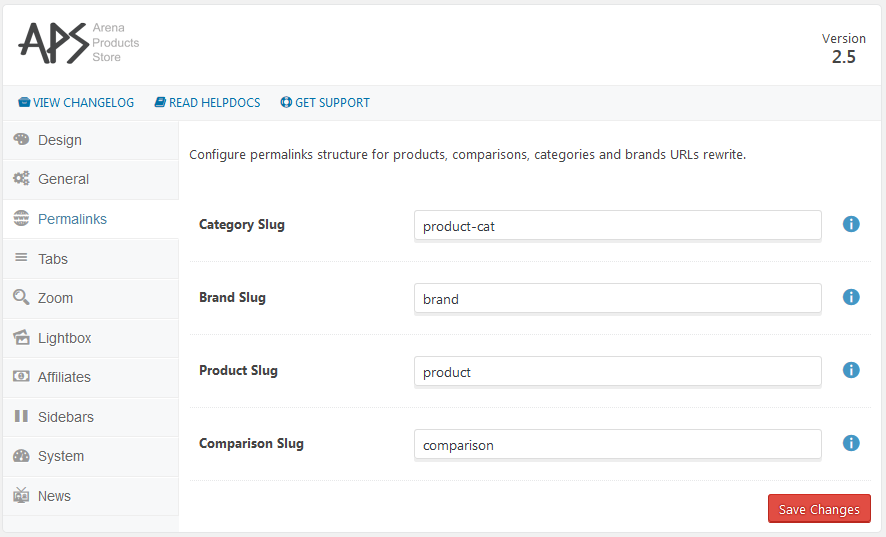 APS
Arena
Products
Store
Version
2.5
VIEW CHANGELOG READ HELPDOCS GET SUPPORT
Design
General
Permalinks
Tabs
Zoom
Lightbox
Affiliates
Sidebars
System
News
Configure permalinks structure for products, comparisons, categories and brands URLs rewrite.
Category Slug product-cat
Brand Slug brand
Product Slug product
Comparison Slug comparison
Save Changes